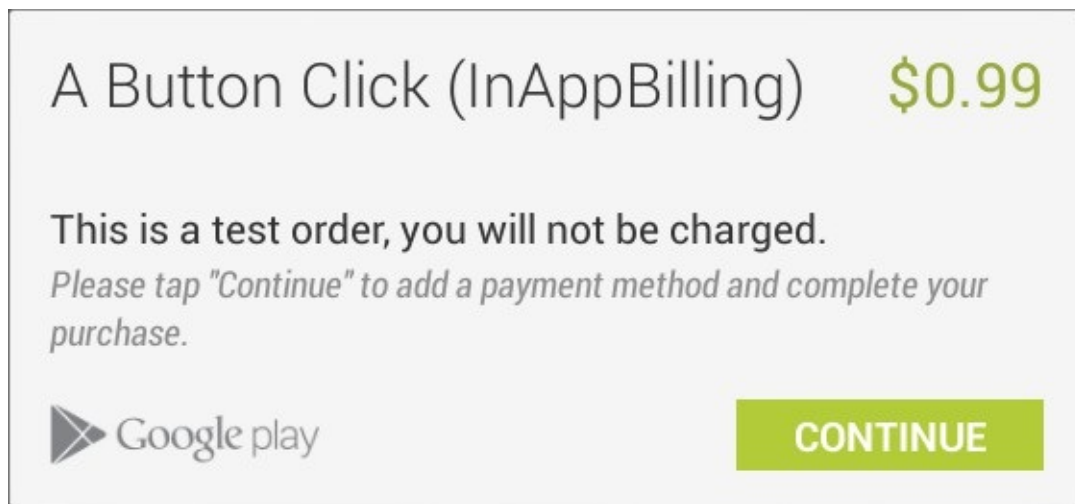 A Button Click (InAppBilling) $0.99
This is a test order, you will not be charged.
Please tap "Continue" to add a payment method and complete your
purchase.
Google play CONTINUE